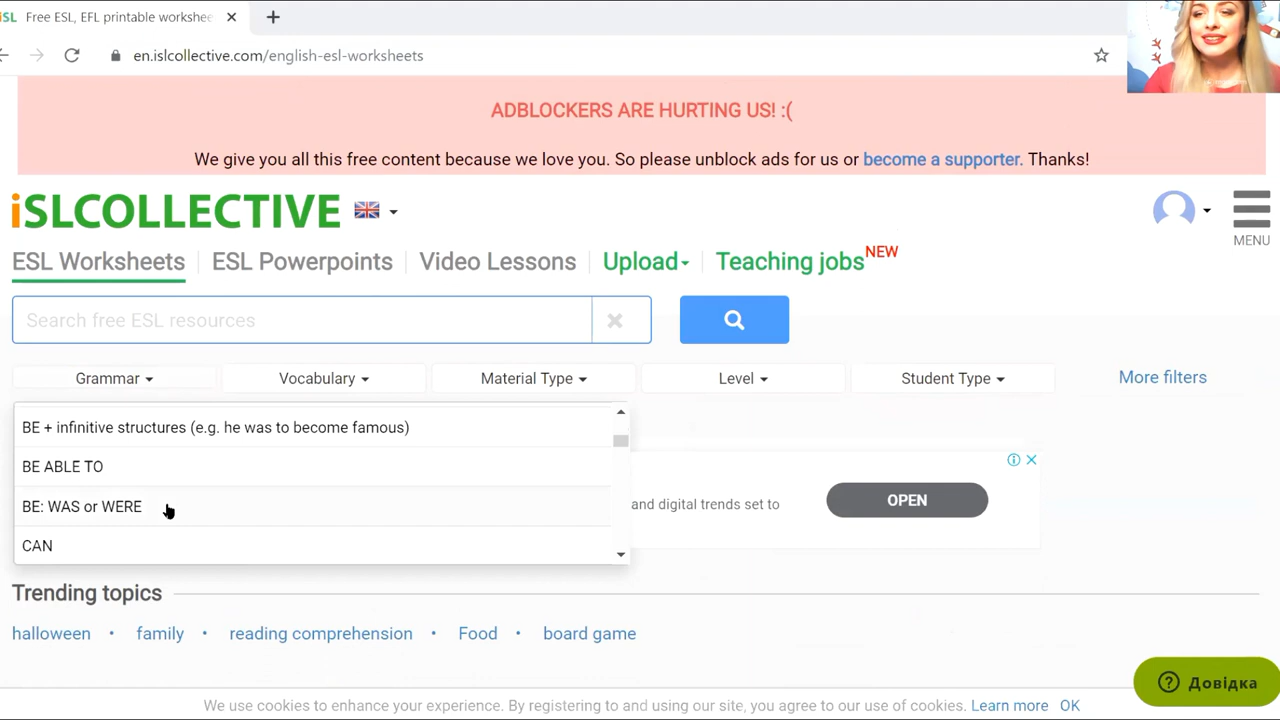 iSL Free ESL, EFL printable workshee
en.islcollective.com/english-esl-worksheets
ADBLOCKERS ARE HURTING US! :(
We give you all this free content because we love you. So please unblock ads for us or become a supporter. Thanks!
iSLCOLLECTIVE
MENU
ESL Worksheets ESL Powerpoints Video Lessons Upload Teaching jobs NEW
Search free ESL resources
Grammar Vocabulary Material Type Level Student Type More filters
BE + infinitive structures (e.g. he was to become famous)
BE ABLE TO
BE: WAS or WERE
CAN
and digital trends set to OPEN
Trending topics
halloween • family • reading comprehension • Food • board game
Довідка
We use cookies to enhance your experience. By registering to and using our site, you agree to our use of cookies. Learn more OK